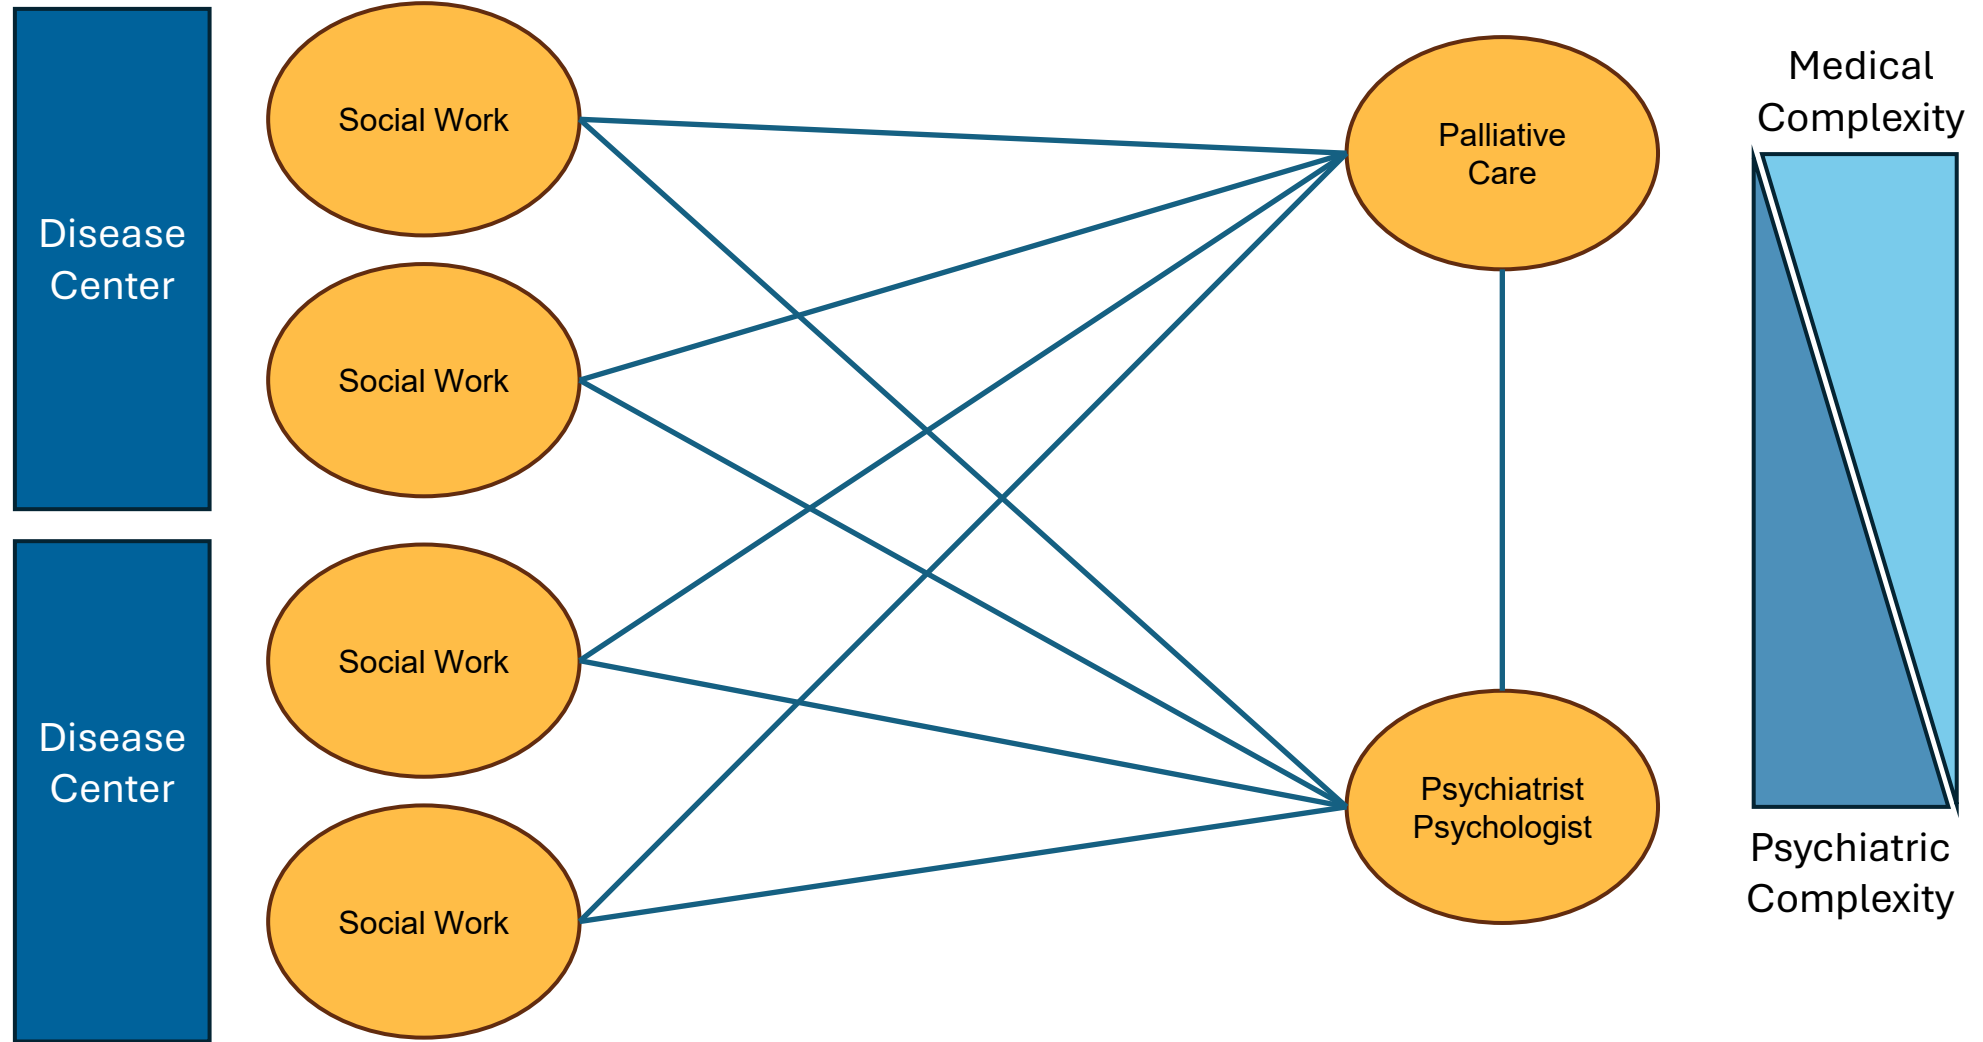 Disease
Center
Social Work
Social Work
Disease
Center
Social Work
Social Work
Palliative
Care
Psychiatrist
Psychologist
Medical
Complexity
Psychiatric
Complexity